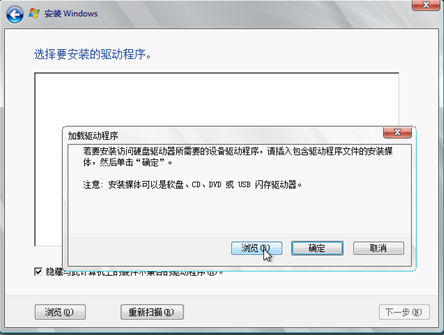 安装 Windows
选择要安装的驱动程序。
加载驱动程序
若要安装访问硬盘驱动器所需要的设备驱动程序，请插入包含驱动程序文件的安装媒
体，然后单击“确定”。
注意: 安装媒体可以是软盘、CD、DVD 或 USB 闪存驱动器。
浏览(R)
确定
取消
隐藏与此计算机上的硬件不兼容的驱动程序(H)。
浏览(O)
重新扫描(R)
下一步(N)